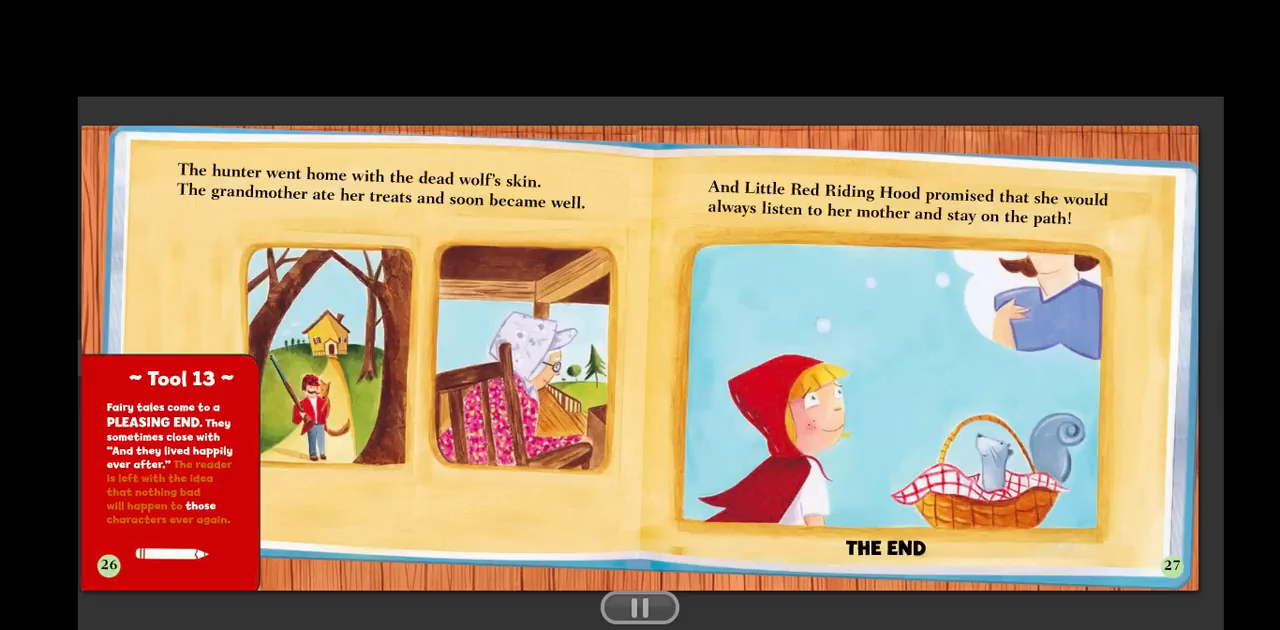 The hunter went home with the dead wolf's skin.
The grandmother ate her treats and soon became well.
And Little Red Riding Hood promised that she would
always listen to her mother and stay on the path!
~ Tool 13 ~
Fairy tales come to a
PLEASING END. They
sometimes close with
"And they lived happily
ever after." The reader
is left with the idea
that nothing bad
will happen to those
characters ever again.
26
THE END
27